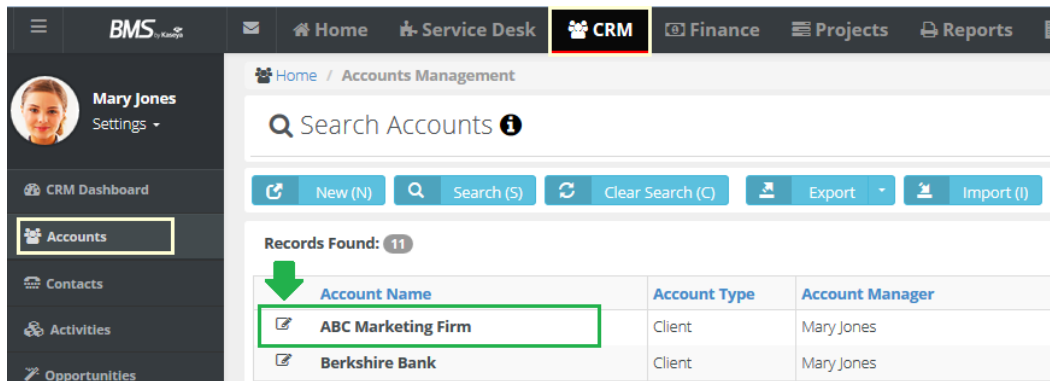 BMS by Kaseya Home Service Desk CRM Finance Projects Reports
Home / Accounts Management
Mary Jones
Settings
Search Accounts
CRM Dashboard
New (N) Search (S) Clear Search (C) Export Import (I)
Accounts
Records Found: 11
Contacts
Account Name Account Type Account Manager
Activities
ABC Marketing Firm Client Mary Jones
Berkshire Bank Client Mary Jones
Opportunities